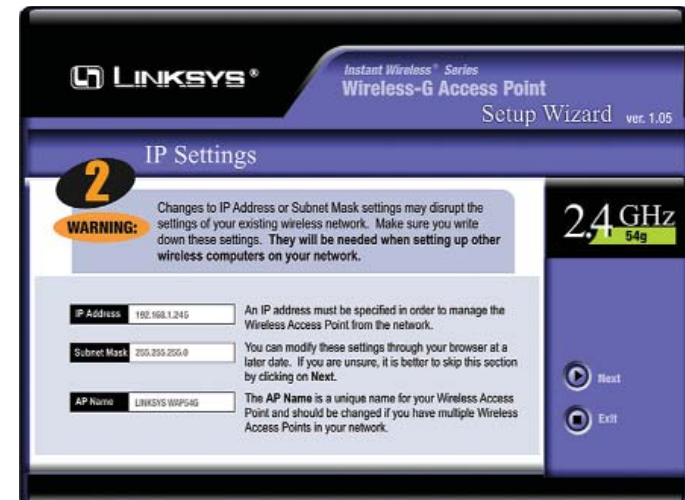 LINKSYS®
Instant Wireless® Series
Wireless-G Access Point
Setup Wizard ver. 1.05
2
IP Settings
WARNING:
Changes to IP Address or Subnet Mask settings may disrupt the
settings of your existing wireless network. Make sure you write
down these settings. They will be needed when setting up other
wireless computers on your network.
2.4 GHz
54g
IP Address 192.168.1.245
An IP address must be specified in order to manage the
Wireless Access Point from the network.
Subnet Mask 255.255.255.0
You can modify these settings through your browser at a
later date. If you are unsure, it is better to skip this section
by clicking on Next.
AP Name LINKSYS WAP54G
The AP Name is a unique name for your Wireless Access
Point and should be changed if you have multiple Wireless
Access Points in your network.
Next
Exit